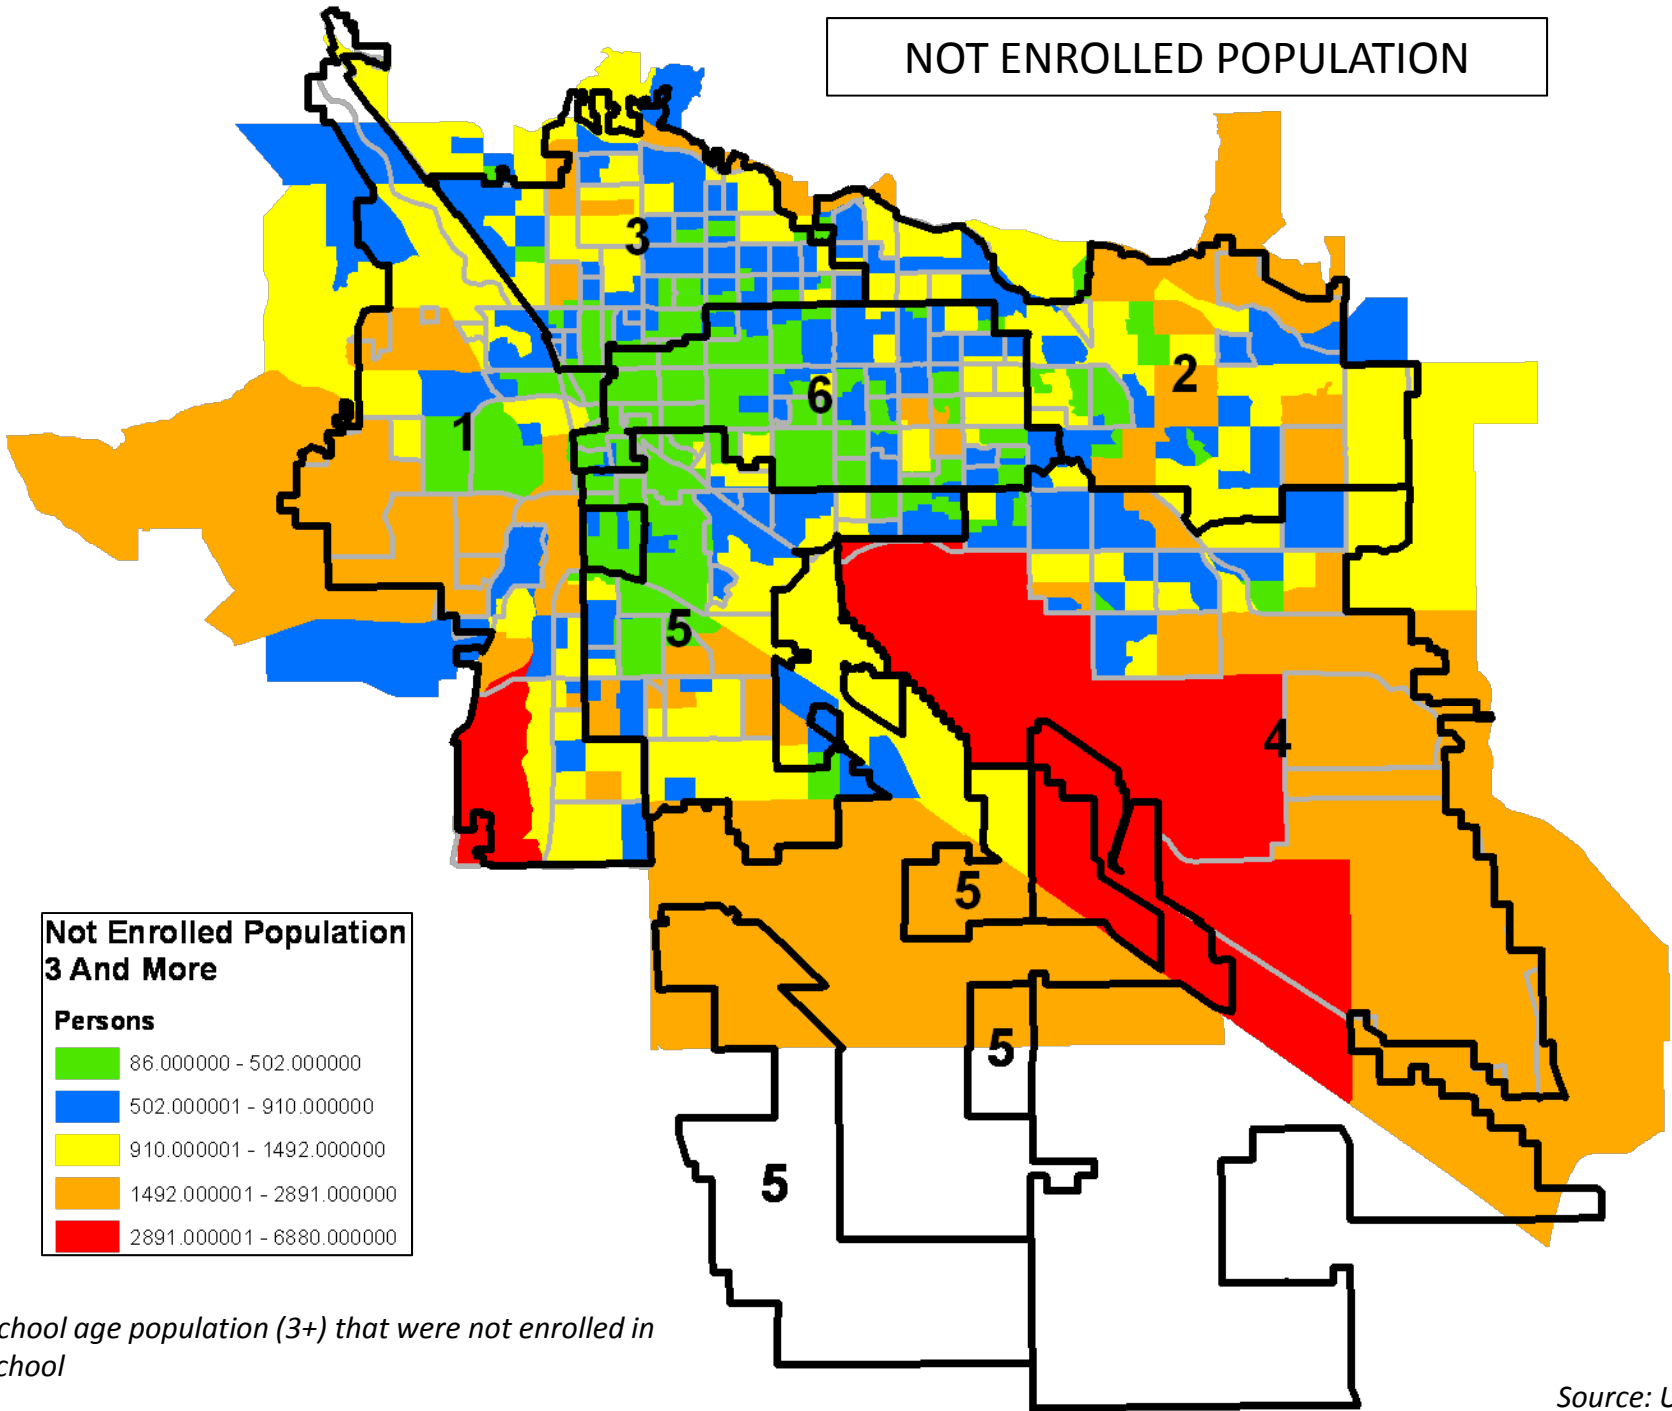 NOT ENROLLED POPULATION
3
2
6
1
5
4
5
5
5
Not Enrolled Population
3 And More
Persons
86.000000 - 502.000000
502.000001 - 910.000000
910.000001 - 1492.000000
1492.000001 - 2891.000000
2891.000001 - 6880.000000
chool age population (3+) that were not enrolled in
chool
Source: U